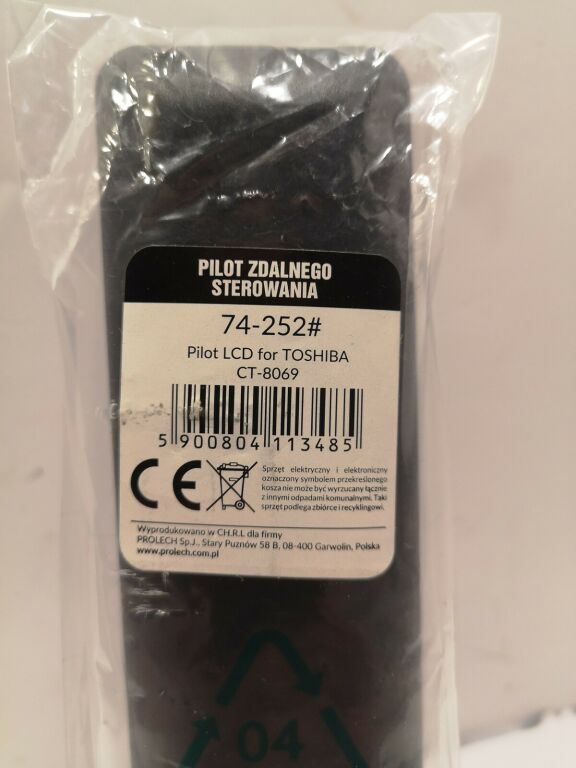 PILOT ZDALNEGO
STEROWANIA
74-252#
Pilot LCD for TOSHIBA
CT-8069
5 900804 113485
CE
Sprzęt elektryczny i elektroniczny
oznaczony symbolem przekreślonego
kosza nie może być wyrzucany łącznie
z innymi odpadami komunalnymi. Taki
sprzęt podlega zbiórce i recyklingowi.
Wyprodukowano w CH.R.L dla firmy
PROLECH Sp.J., Stary Puznów 58 B, 08-400 Garwolin, Polska
www.prolech.com.pl
04